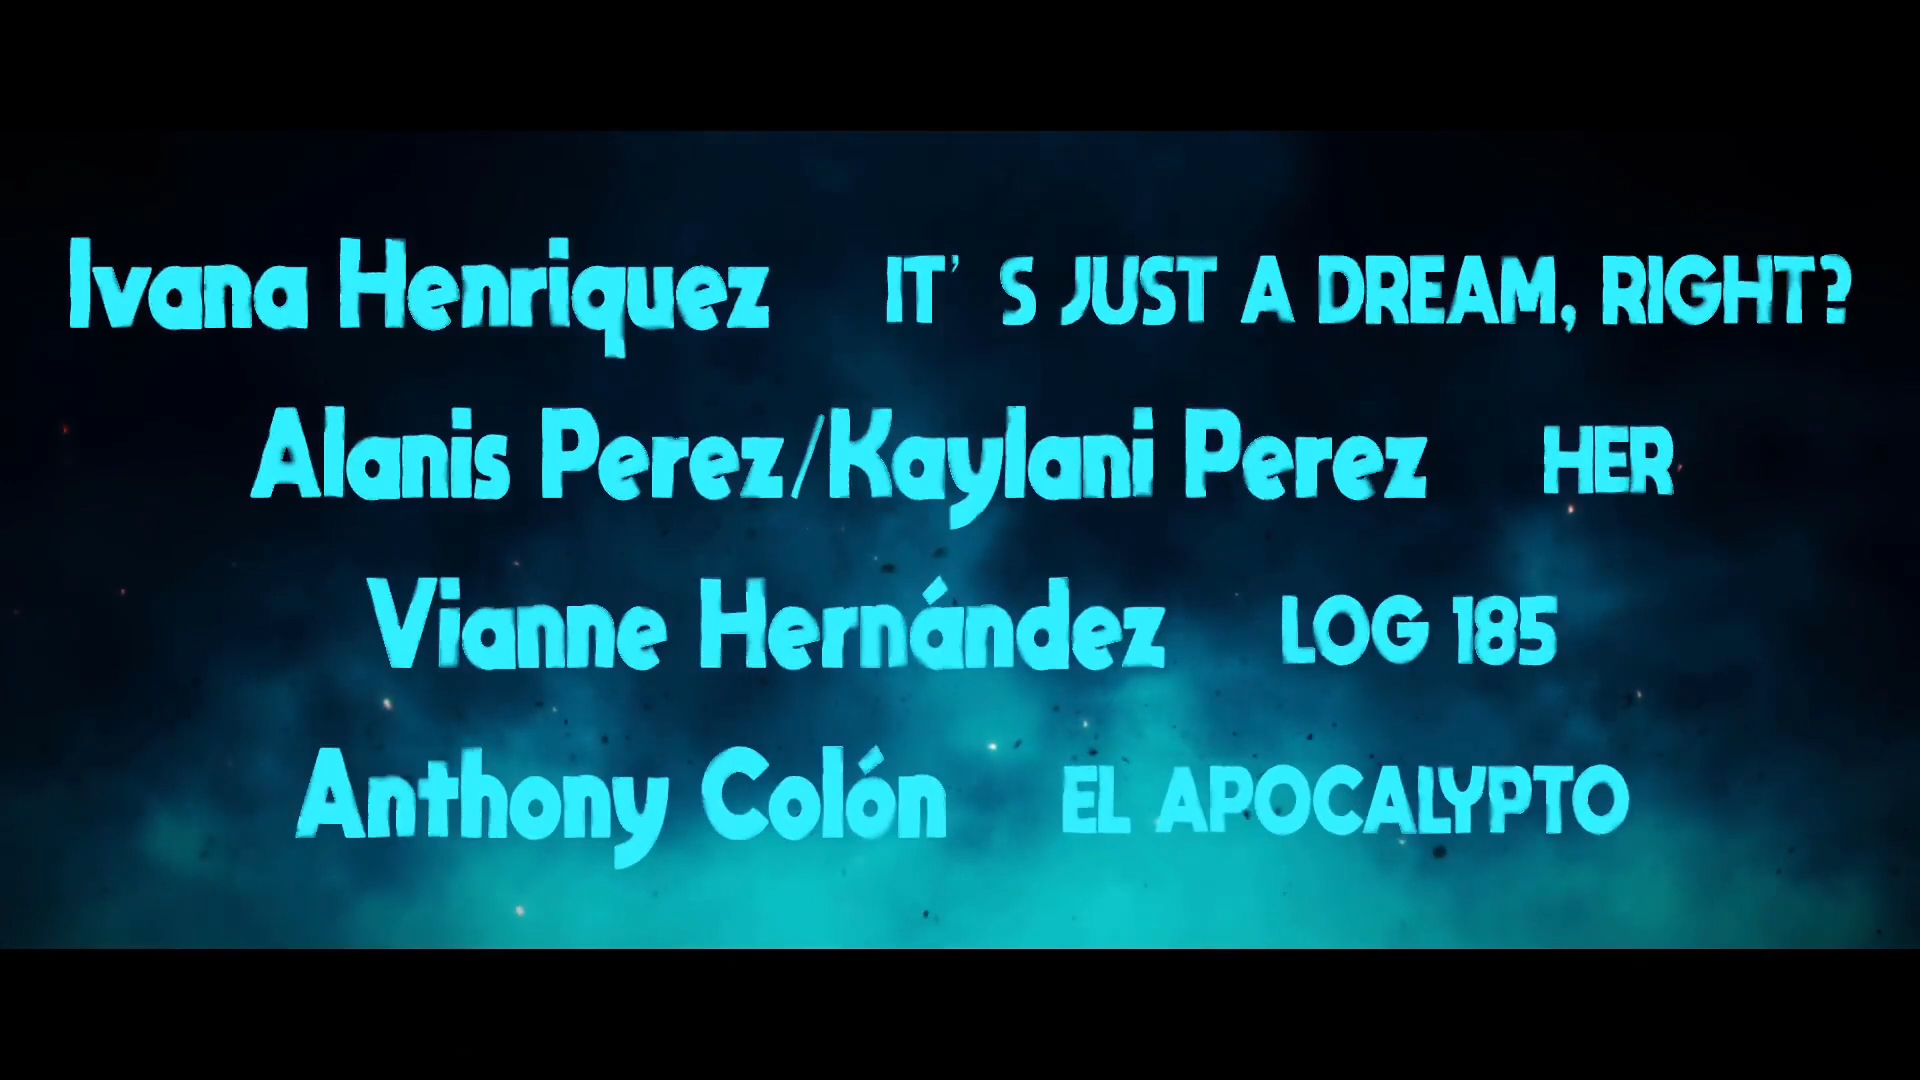 Ivana Henriquez IT’S JUST A DREAM, RIGHT?
Alanis Perez/Kaylani Perez HER
Vianne Hernández LOG 185
Anthony Colón EL APOCALYPTO